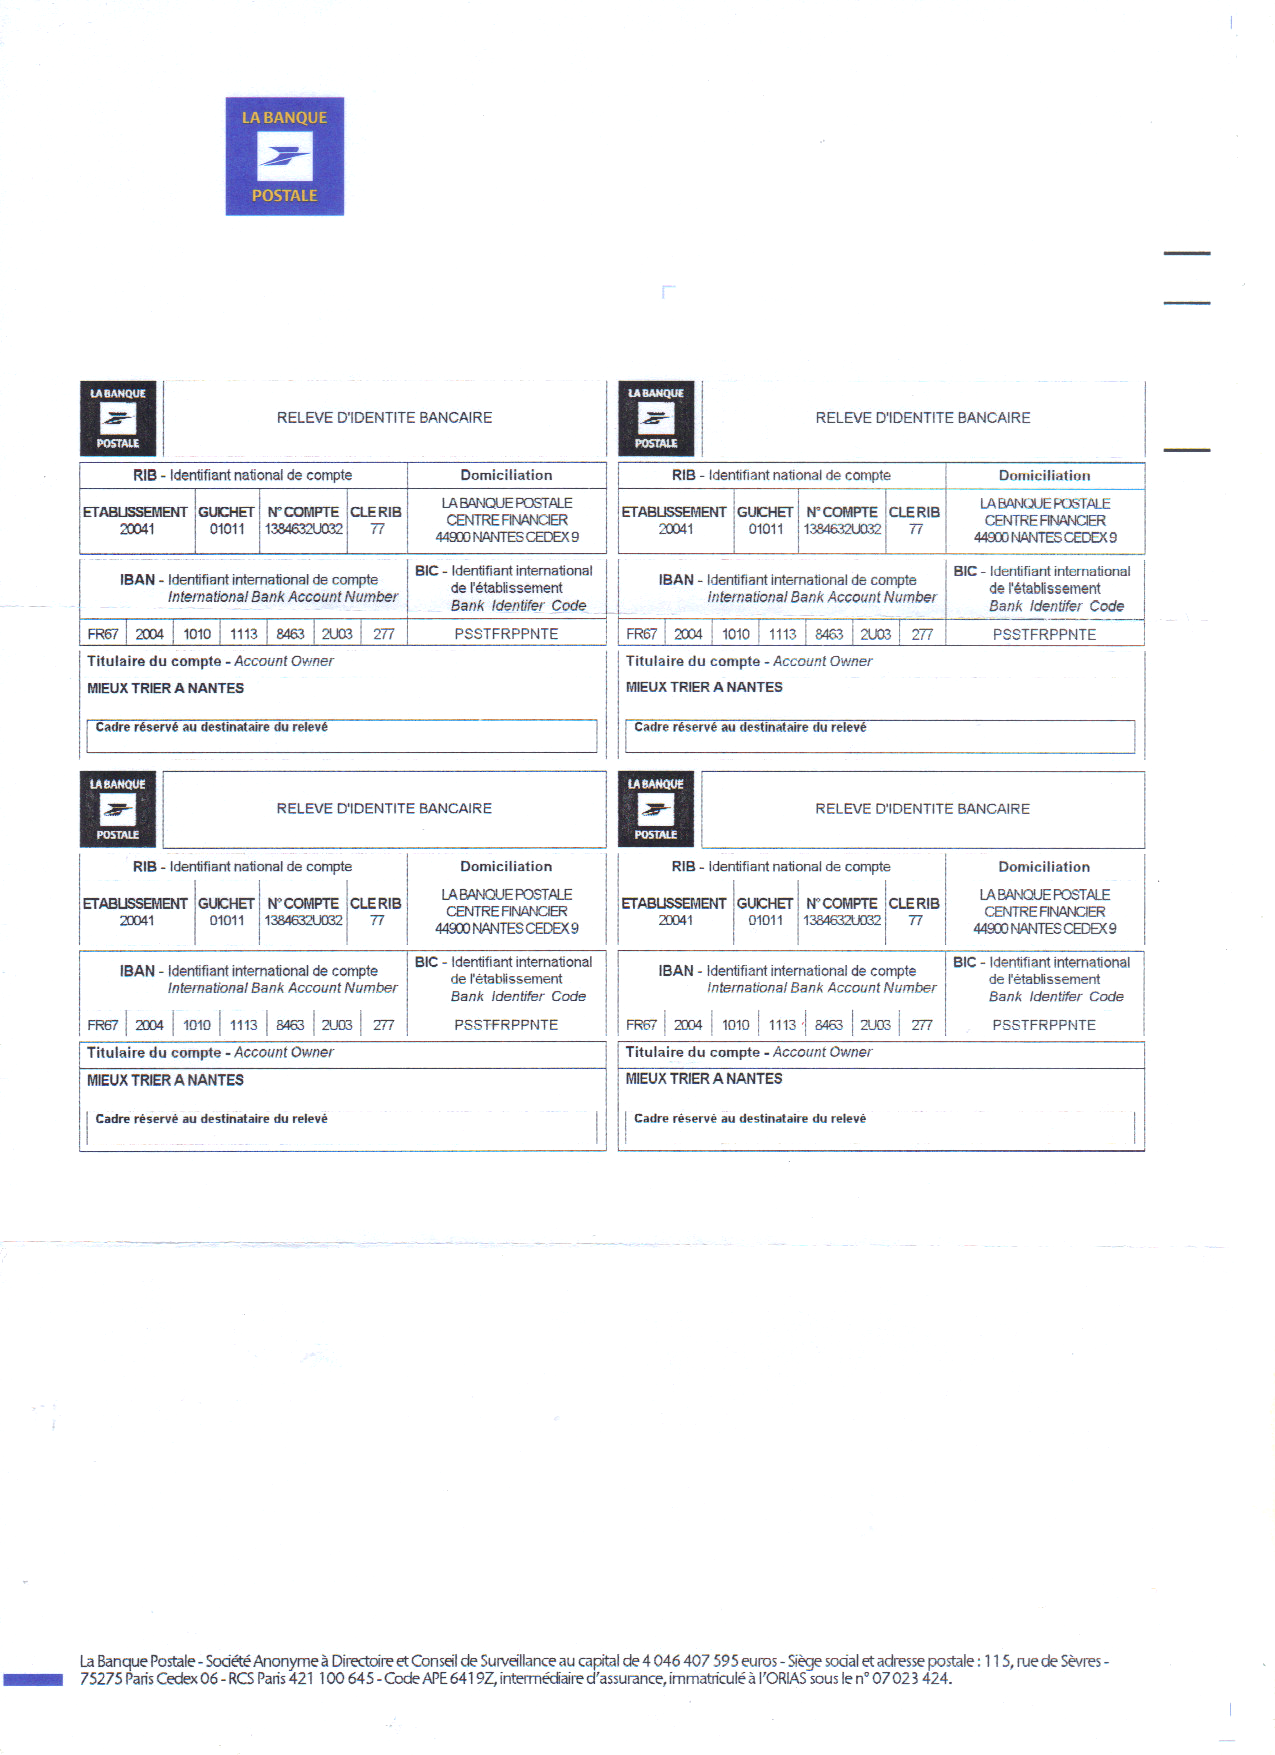 LA BANQUE
POSTALE
LA BANQUE
POSTALE
RELEVE D'IDENTITE BANCAIRE
RIB - Identifiant national de compte
Domiciliation
ETABLISSEMENT GUICHET N° COMPTE CLE RIB
20041 01011 1384632U032 77
LA BANQUE POSTALE
CENTRE FINANCIER
44900 NANTES CEDEX 9
IBAN - Identifiant international de compte
International Bank Account Number
BIC - Identifiant international
de l'établissement
Bank Identifer Code
FR67 2004 1010 1113 8463 2U03 277
PSSTFRPPNTE
Titulaire du compte - Account Owner
MIEUX TRIER A NANTES
Cadre réservé au destinataire du relevé
LA BANQUE
POSTALE
RELEVE D'IDENTITE BANCAIRE
RIB - Identifiant national de compte
Domiciliation
ETABLISSEMENT GUICHET N° COMPTE CLE RIB
20041 01011 1384632U032 77
LA BANQUE POSTALE
CENTRE FINANCIER
44900 NANTES CEDEX 9
IBAN - Identifiant international de compte
International Bank Account Number
BIC - Identifiant international
de l'établissement
Bank Identifer Code
FR67 2004 1010 1113 8463 2U03 277
PSSTFRPPNTE
Titulaire du compte - Account Owner
MIEUX TRIER A NANTES
Cadre réservé au destinataire du relevé
LA BANQUE
POSTALE
RELEVE D'IDENTITE BANCAIRE
RIB - Identifiant national de compte
Domiciliation
ETABLISSEMENT GUICHET N° COMPTE CLE RIB
20041 01011 1384632U032 77
LA BANQUE POSTALE
CENTRE FINANCIER
44900 NANTES CEDEX 9
IBAN - Identifiant international de compte
International Bank Account Number
BIC - Identifiant international
de l'établissement
Bank Identifer Code
FR67 2004 1010 1113 8463 2U03 277
PSSTFRPPNTE
Titulaire du compte - Account Owner
MIEUX TRIER A NANTES
Cadre réservé au destinataire du relevé
LA BANQUE
POSTALE
RELEVE D'IDENTITE BANCAIRE
RIB - Identifiant national de compte
Domiciliation
ETABLISSEMENT GUICHET N° COMPTE CLE RIB
20041 01011 1384632U032 77
LA BANQUE POSTALE
CENTRE FINANCIER
44900 NANTES CEDEX 9
IBAN - Identifiant international de compte
International Bank Account Number
BIC - Identifiant international
de l'établissement
Bank Identifer Code
FR67 2004 1010 1113 8463 2U03 277
PSSTFRPPNTE
Titulaire du compte - Account Owner
MIEUX TRIER A NANTES
Cadre réservé au destinataire du relevé
La Banque Postale - Société Anonyme à Directoire et Conseil de Surveillance au capital de 4 046 407 595 euros - Siège social et adresse postale : 115, rue de Sèvres -
75275 Paris Cedex 06 - RCS Paris 421 100 645 - Code APE 6419Z, intermédiaire d'assurance, immatriculé à l'ORIAS sous le n° 07 023 424.